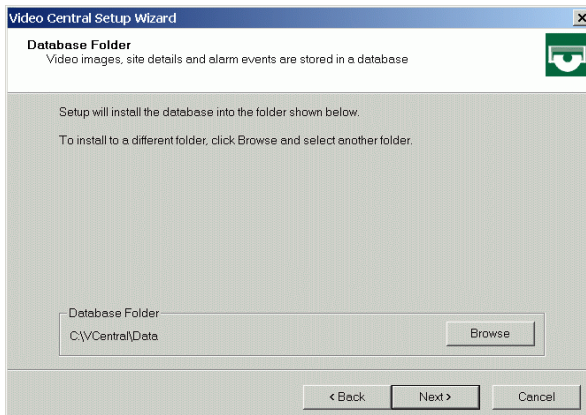 Video Central Setup Wizard
Database Folder
Video images, site details and alarm events are stored in a database
Setup will install the database into the folder shown below.
To install to a different folder, click Browse and select another folder.
Database Folder
C:\VCentral\Data
Browse
< Back
Next >
Cancel